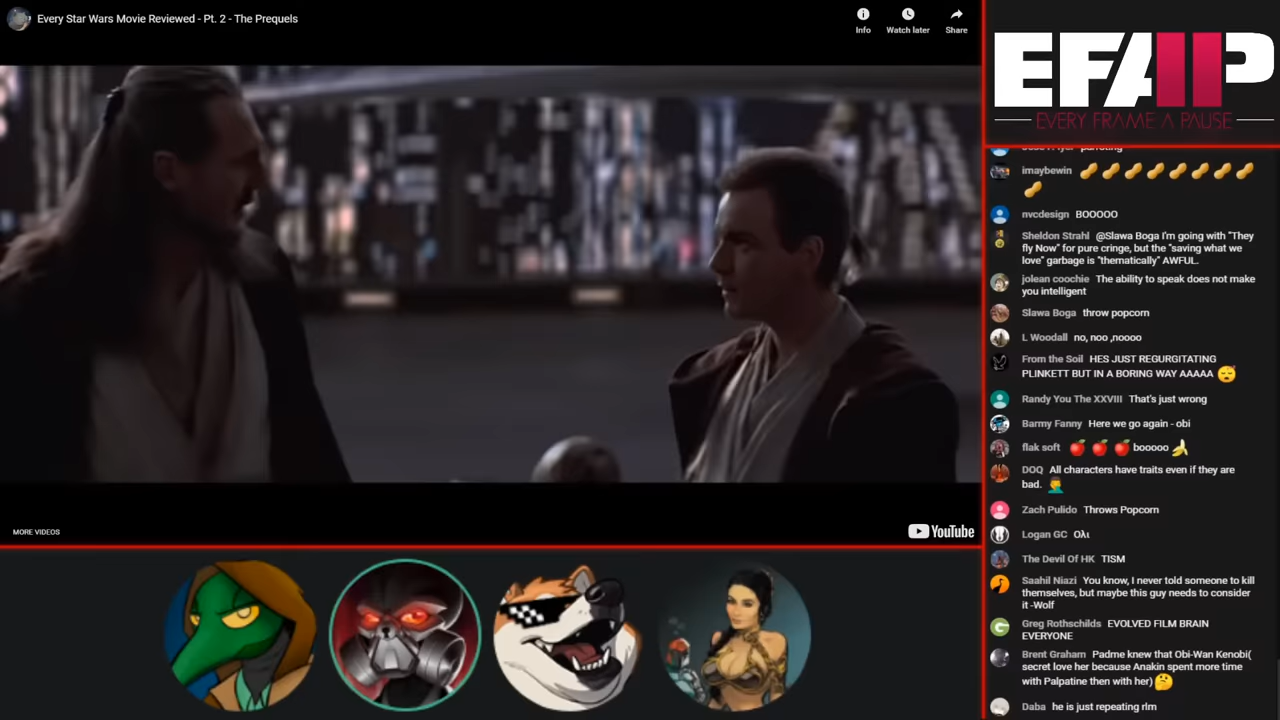 Every Star Wars Movie Reviewed - Pt. 2 - The Prequels
Info
Watch later
Share
MORE VIDEOS
YouTube
EFAP
EVERY FRAME A PAUSE
parroting
imaybewin
nvcdesign BOOOOO
Sheldon Strahl @Slawa Boga I'm going with "They
fly Now" for pure cringe, but the "saving what we
love" garbage is "thematically" AWFUL.
jolean coochie The ability to speak does not make
you intelligent
Slawa Boga throw popcorn
L Woodall no, noo ,noooo
From the Soil HES JUST REGURGITATING
PLINKETT BUT IN A BORING WAY AAAAA
Randy You The XXVIII That's just wrong
Barmy Fanny Here we go again - obi
flak soft booooo
DOQ All characters have traits even if they are
bad.
Zach Pulido Throws Popcorn
Logan GC Ολι
The Devil Of HK TISM
Saahil Niazi You know, I never told someone to kill
themselves, but maybe this guy needs to consider
it -Wolf
Greg Rothschilds EVOLVED FILM BRAIN
EVERYONE
Brent Graham Padme knew that Obi-Wan Kenobi(
secret love her because Anakin spent more time
with Palpatine then with her)
Daba he is just repeating rlm